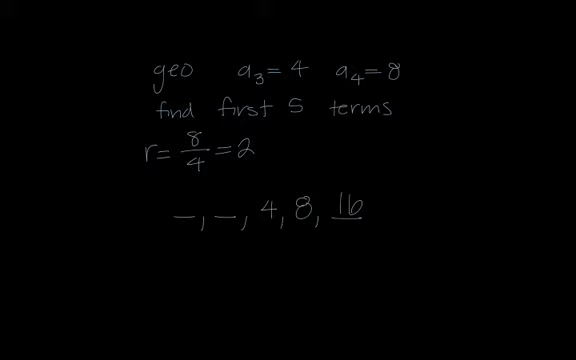 geo a₃ = 4 a₄ = 8
find first 5 terms
r = 8/4 = 2
_, _, 4, 8, 16